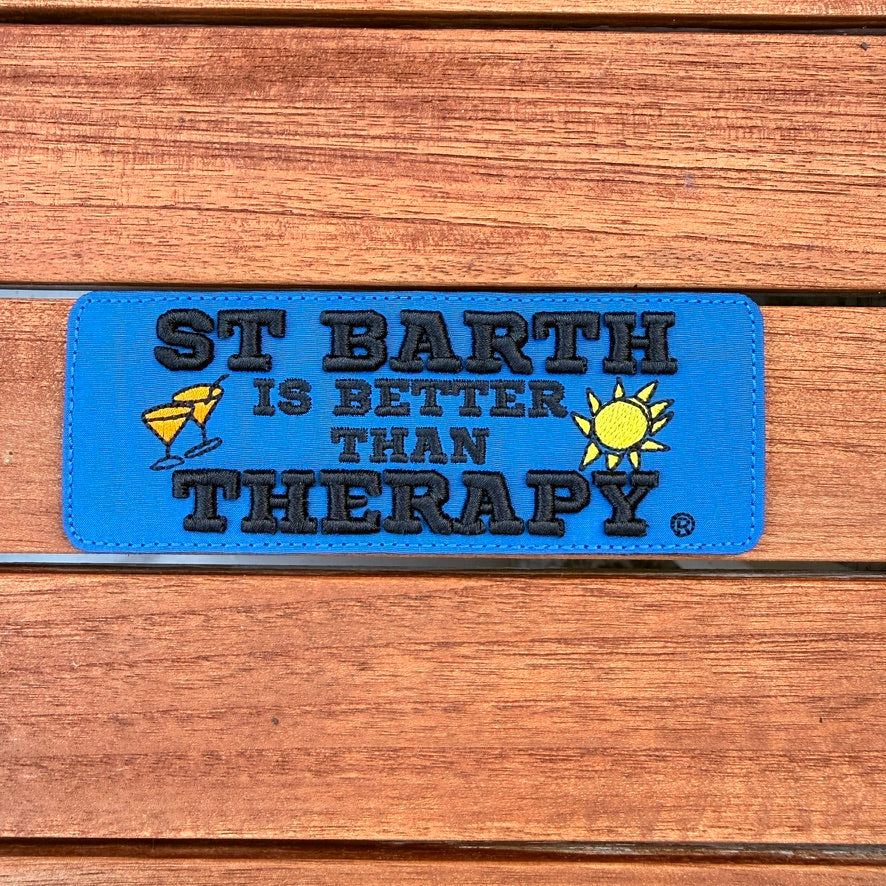 ST BARTH
IS BETTER
THAN
THERAPY ®